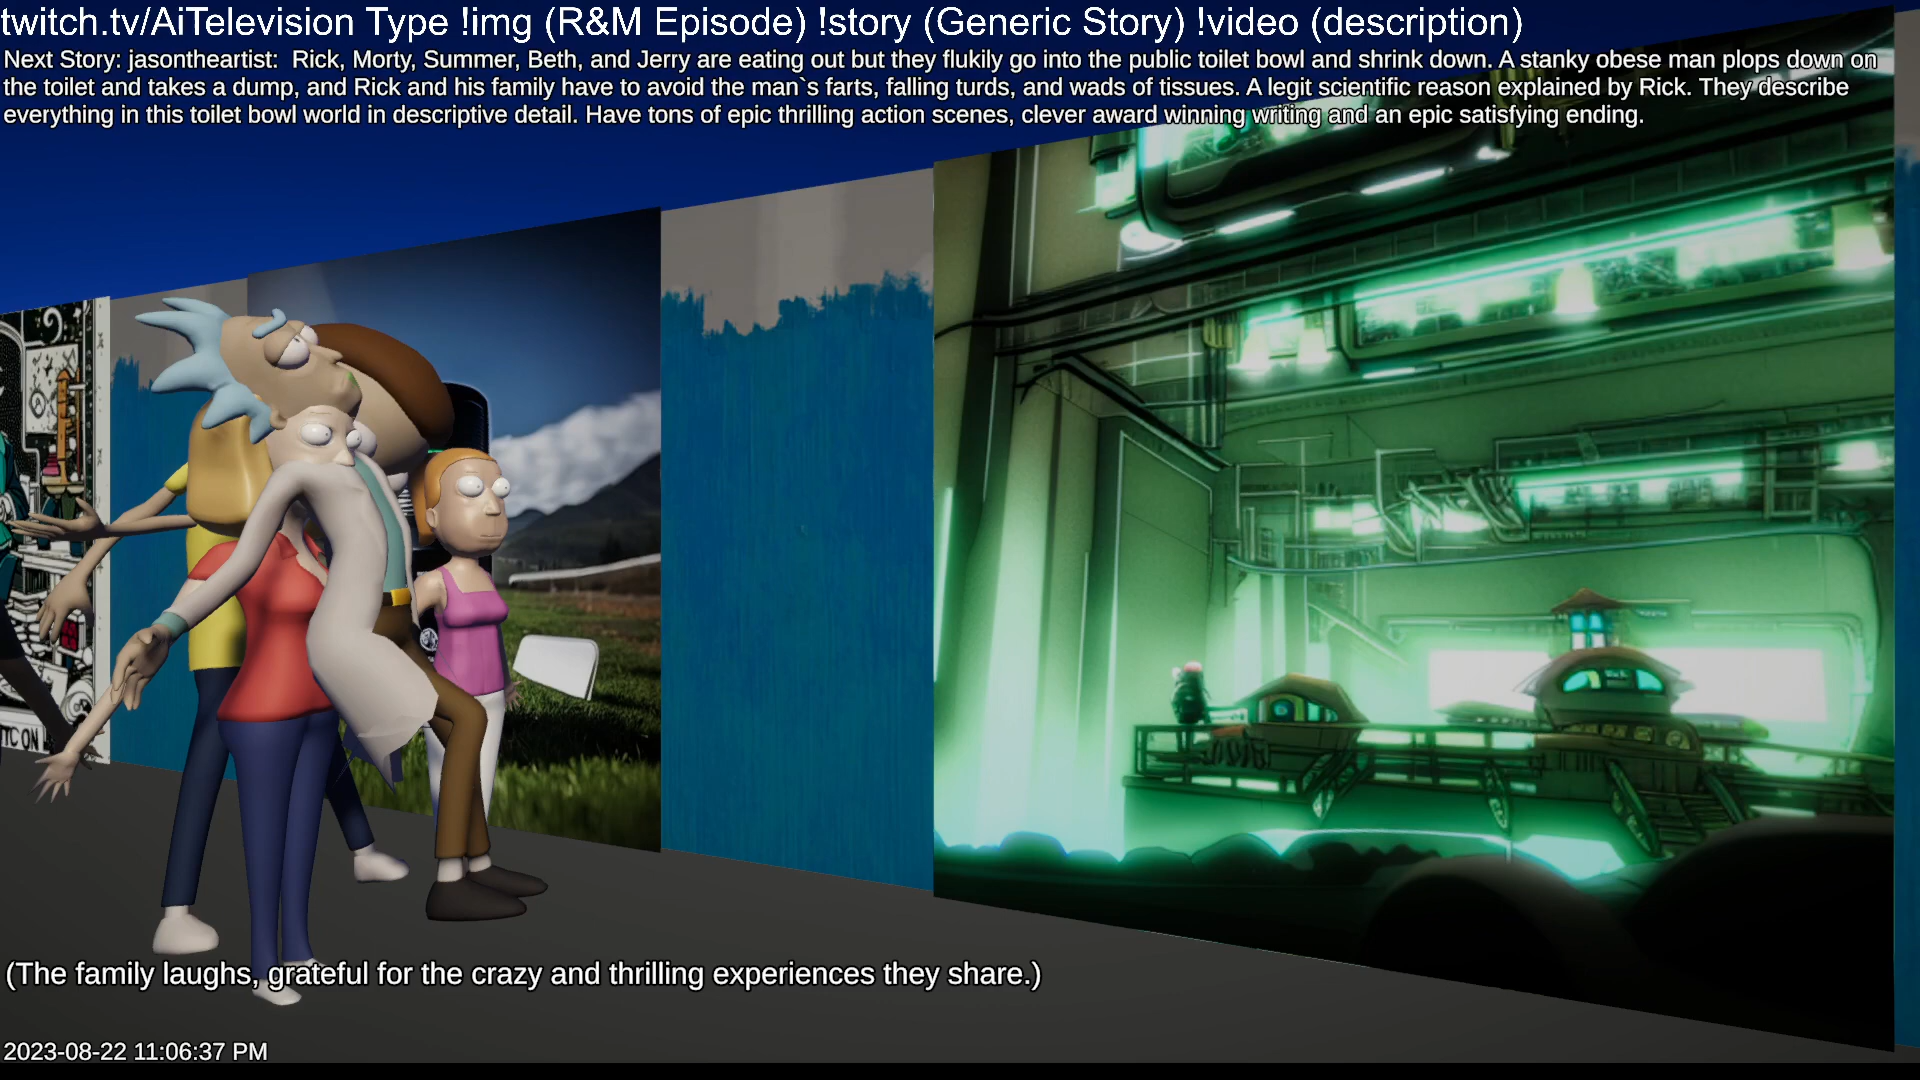 twitch.tv/AiTelevision Type !img (R&M Episode) !story (Generic Story) !video (description)
Next Story: jasontheartist:  Rick, Morty, Summer, Beth, and Jerry are eating out but they flukily go into the public toilet bowl and shrink down. A stanky obese man plops down on
the toilet and takes a dump, and Rick and his family have to avoid the man`s farts, falling turds, and wads of tissues. A legit scientific reason explained by Rick. They describe
everything in this toilet bowl world in descriptive detail. Have tons of epic thrilling action scenes, clever award winning writing and an epic satisfying ending.
(The family laughs, grateful for the crazy and thrilling experiences they share.)
2023-08-22 11:06:37 PM